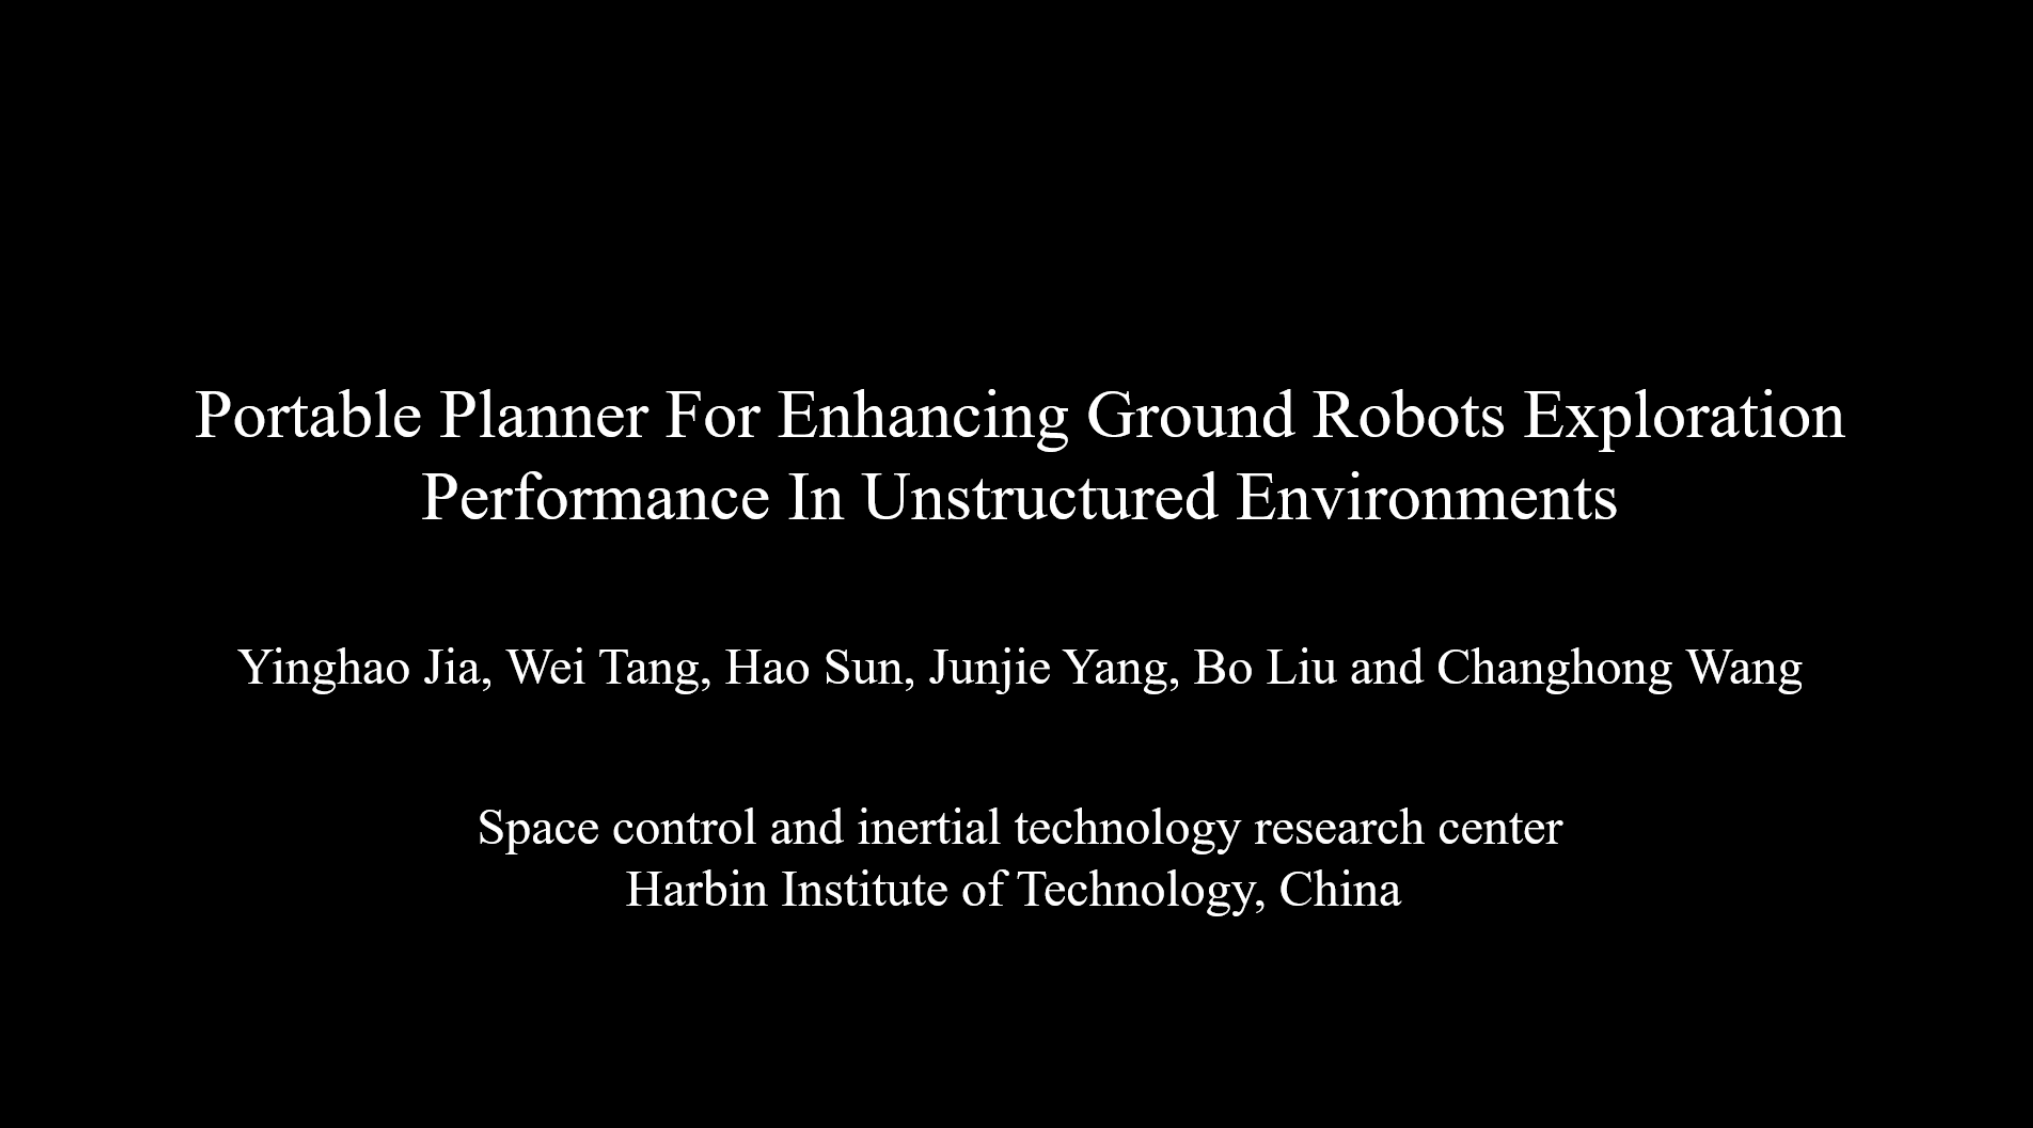 Portable Planner For Enhancing Ground Robots Exploration
Performance In Unstructured Environments
Yinghao Jia, Wei Tang, Hao Sun, Junjie Yang, Bo Liu and Changhong Wang
Space control and inertial technology research center
Harbin Institute of Technology, China